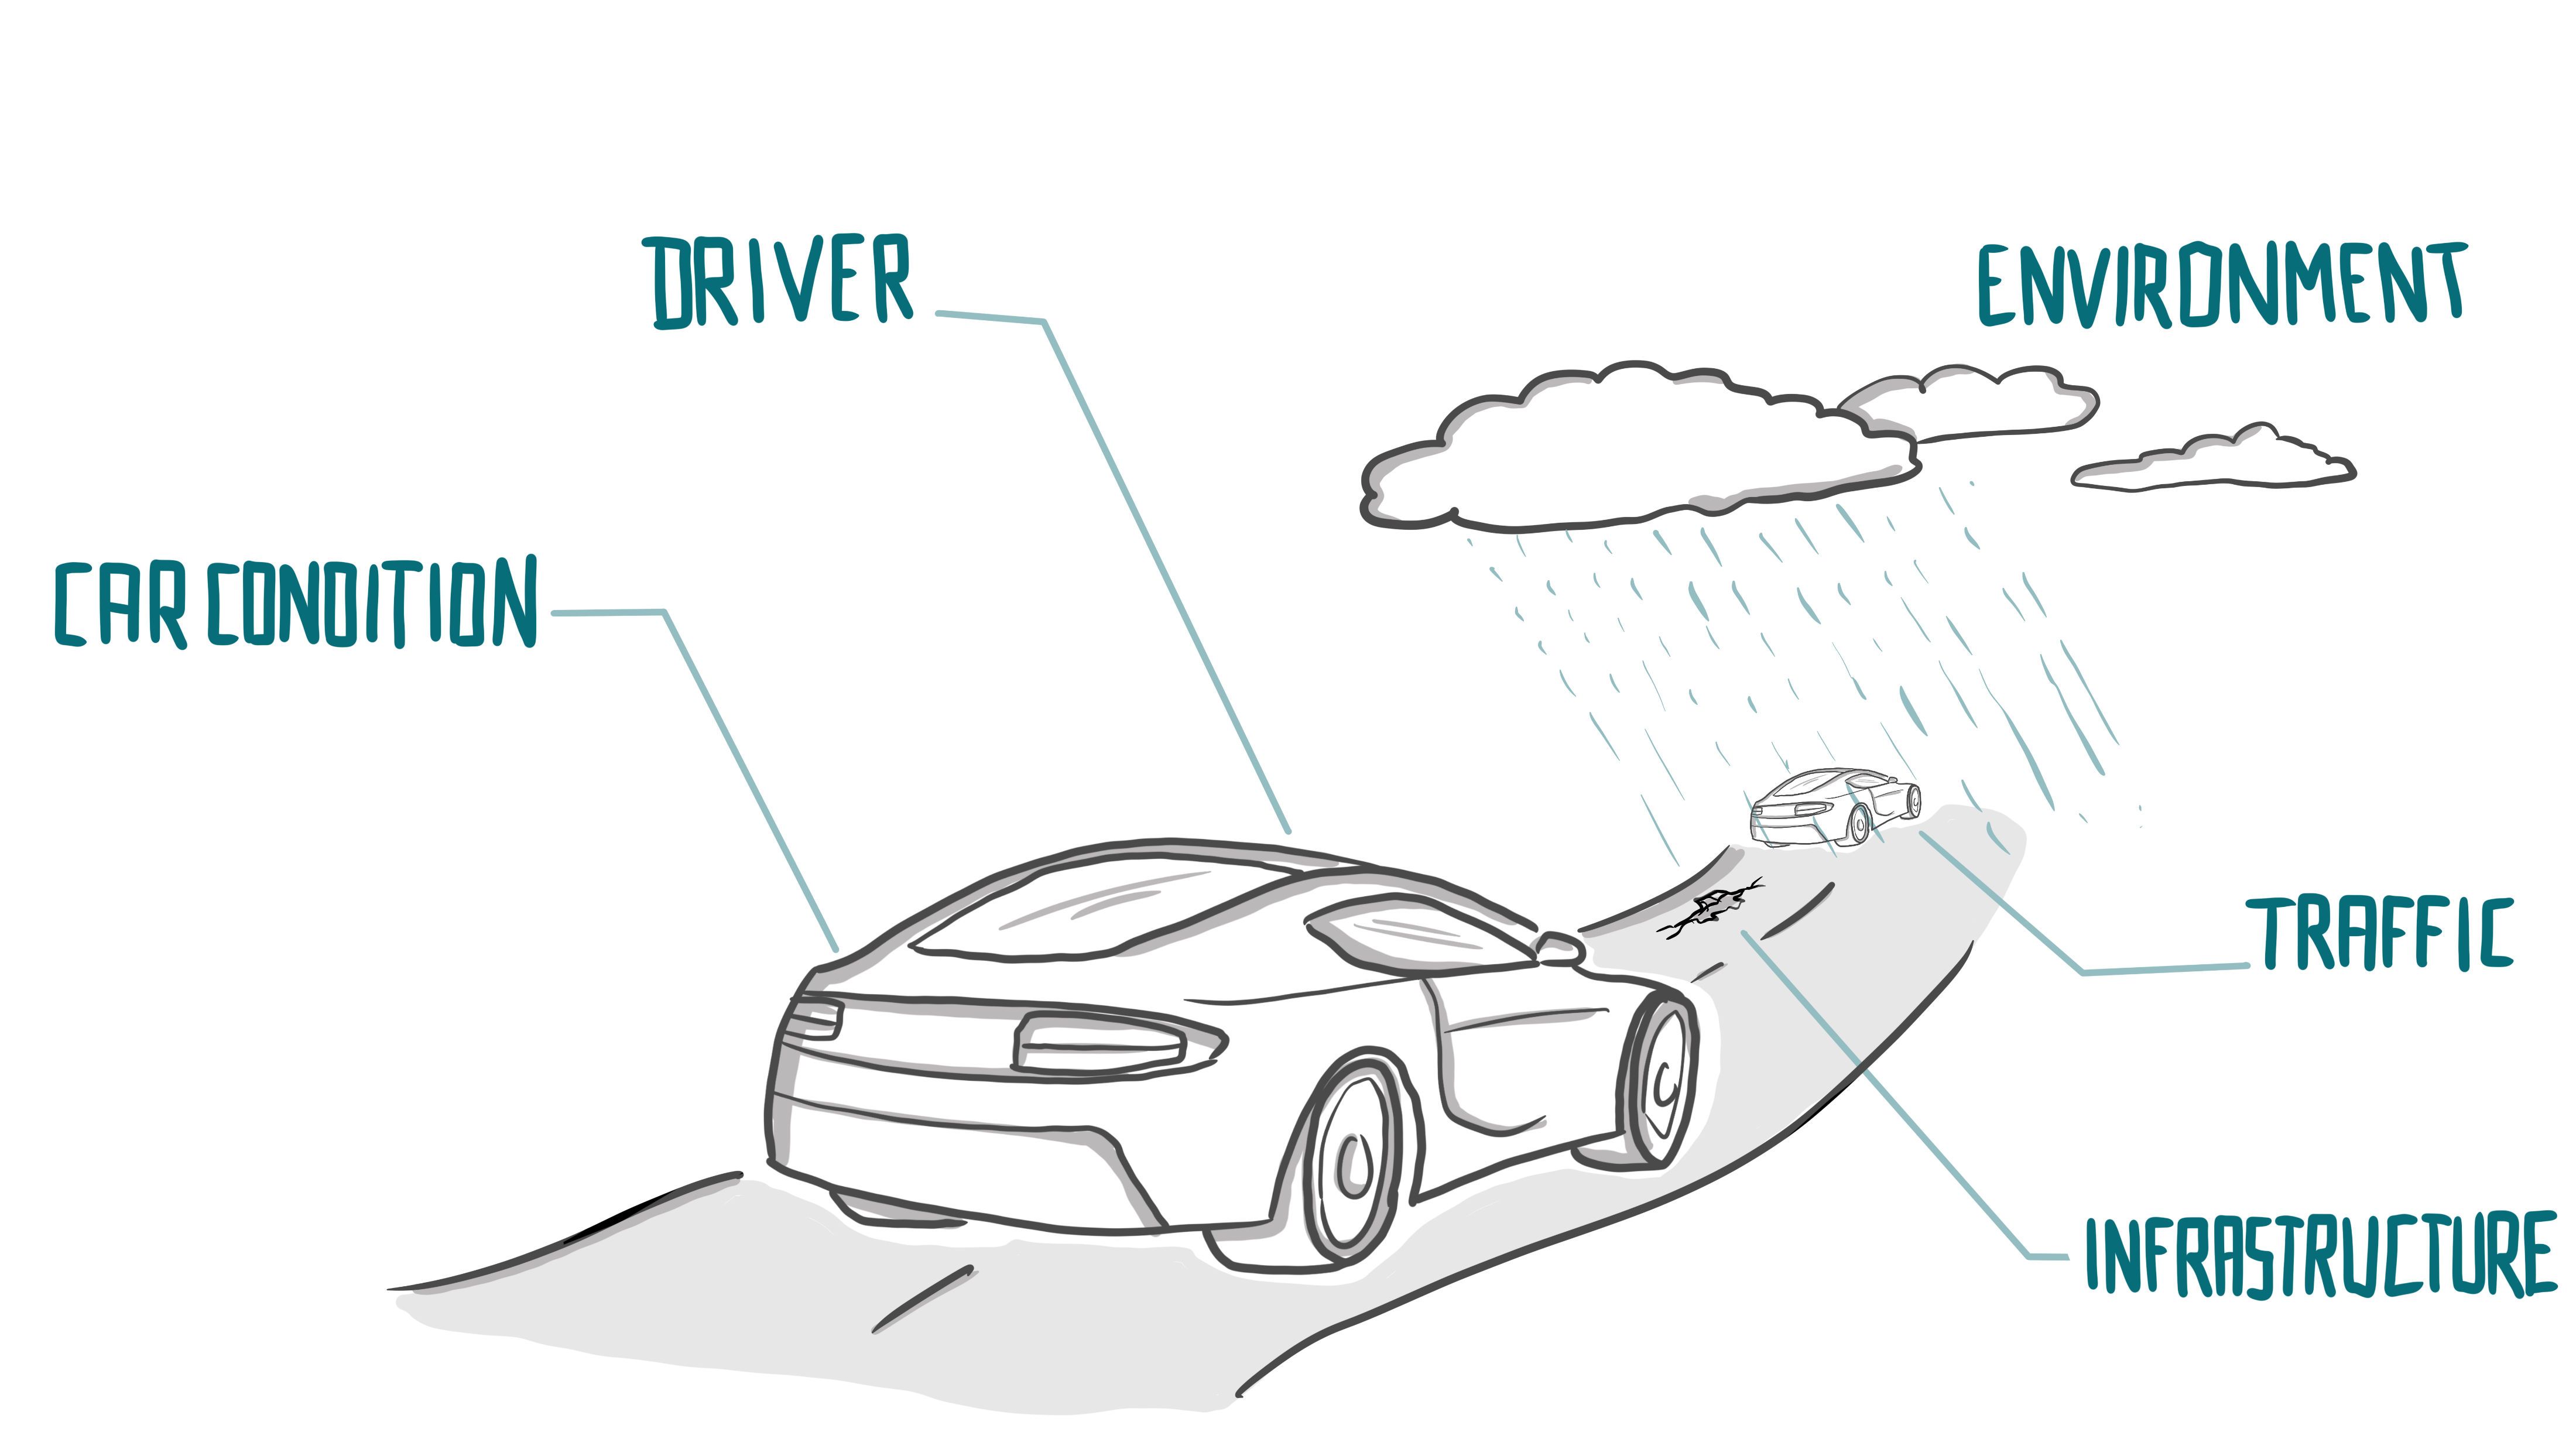 DRIVER
ENVIRONMENT
CAR CONDITION
TRAFFIC
INFRASTRUCTURE